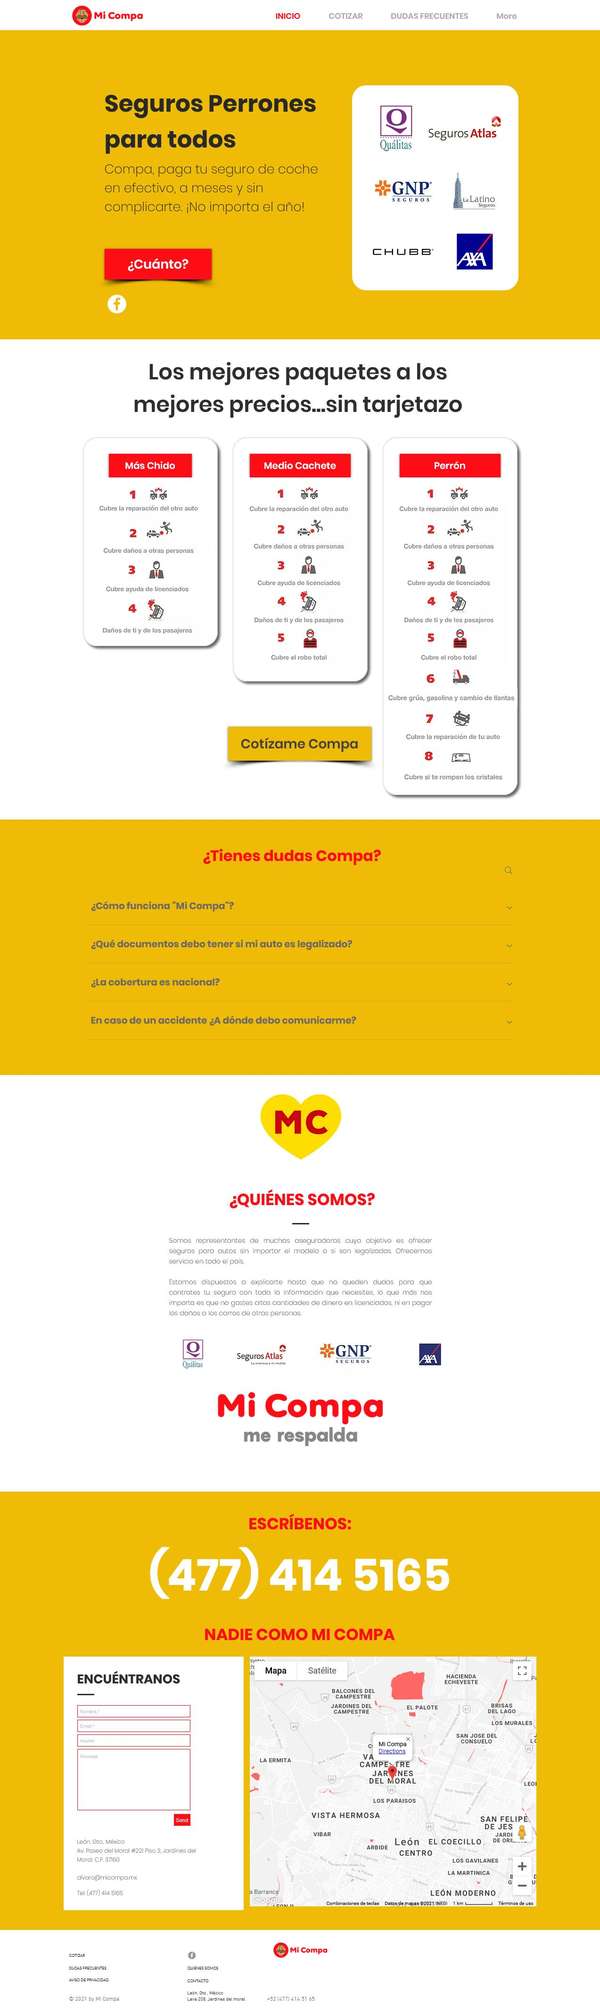 Mi Compa
INICIO COTIZAR DUDAS FRECUENTES More
Seguros Perrones
para todos
Compa, paga tu seguro de coche
en efectivo, a meses y sin
complicarte. ¡No importa el año!
¿Cuánto?
Quálitas
Seguros Atlas
GNP
SEGUROS
La Latino
Seguros
CHUBB
AXA
Los mejores paquetes a los
mejores precios...sin tarjetazo
Más Chido
1
Cubre la reparación del otro auto
2
Cubre daños a otras personas
3
Cubre ayuda de licenciados
4
Daños de ti y de los pasajeros
Medio Cachete
1
Cubre la reparación del otro auto
2
Cubre daños a otras personas
3
Cubre ayuda de licenciados
4
Daños de ti y de los pasajeros
5
Cubre el robo total
Perrón
1
Cubre la reparación del otro auto
2
Cubre daños a otras personas
3
Cubre ayuda de licenciados
4
Daños de ti y de los pasajeros
5
Cubre el robo total
6
Cubre grúa, gasolina y cambio de llantas
7
Cubre la reparación de tu auto
8
Cubre si te rompen los cristales
Cotízame Compa
¿Tienes dudas Compa?
¿Cómo funciona "Mi Compa"?
¿Qué documentos debo tener si mi auto es legalizado?
¿La cobertura es nacional?
En caso de un accidente ¿A dónde debo comunicarme?
MC
¿QUIÉNES SOMOS?
Somos representantes de muchas aseguradoras cuyo objetivo es ofrecer
seguros para autos sin importar el modelo o si son legalizados. Ofrecemos
servicio en todo el país.
Estamos dispuestos a explicarte hasta que no queden dudas para que
contrates tu seguro con toda la información que necesites, lo que más nos
importa es que no gastes altas cantidades de dinero en licenciados, ni en pagar
los daños a los carros de otras personas.
Quálitas
Seguros Atlas
GNP
SEGUROS
AXA
Mi Compa
me respalda
ESCRÍBENOS:
(477) 414 5165
NADIE COMO MI COMPA
ENCUÉNTRANOS
Send
León, Gto., México
Av. Paseo del Moral #221 Piso 3, Jardines del
Moral. C.P. 37160
alvaro@micompa.mx
Tel: (477) 414 5165
Mapa Satélite
HACIENDA
ECHEVESTE
BALCONES DEL
CAMPESTRE
JARDINES DEL
CAMPESTRE
EL PALOTE
BRISAS
DEL LAGO
LOS MURALES
SAN JOSE DEL
CONSUELO
Mi Compa
Directions
LA ERMITA
CAMPESTRE
DEL MORAL
LOS PARAISOS
VISTA HERMOSA
SAN FELIPE
DE JES
VIBAR
ARBIDE
León
CENTRO
EL COECILLO
LOS GAVILANES
LA MARTINICA
Barranca
LEÓN MODERNO
Combinaciones de teclas Datos de mapas ©2021 INEGI 1 km Términos de uso
COTIZAR
DUDAS FRECUENTES
AVISO DE PRIVACIDAD
© 2021 by Mi Compa
QUIENES SOMOS
CONTACTO
León, Gto., México
Mi Compa
+52 (477) 414 51 65